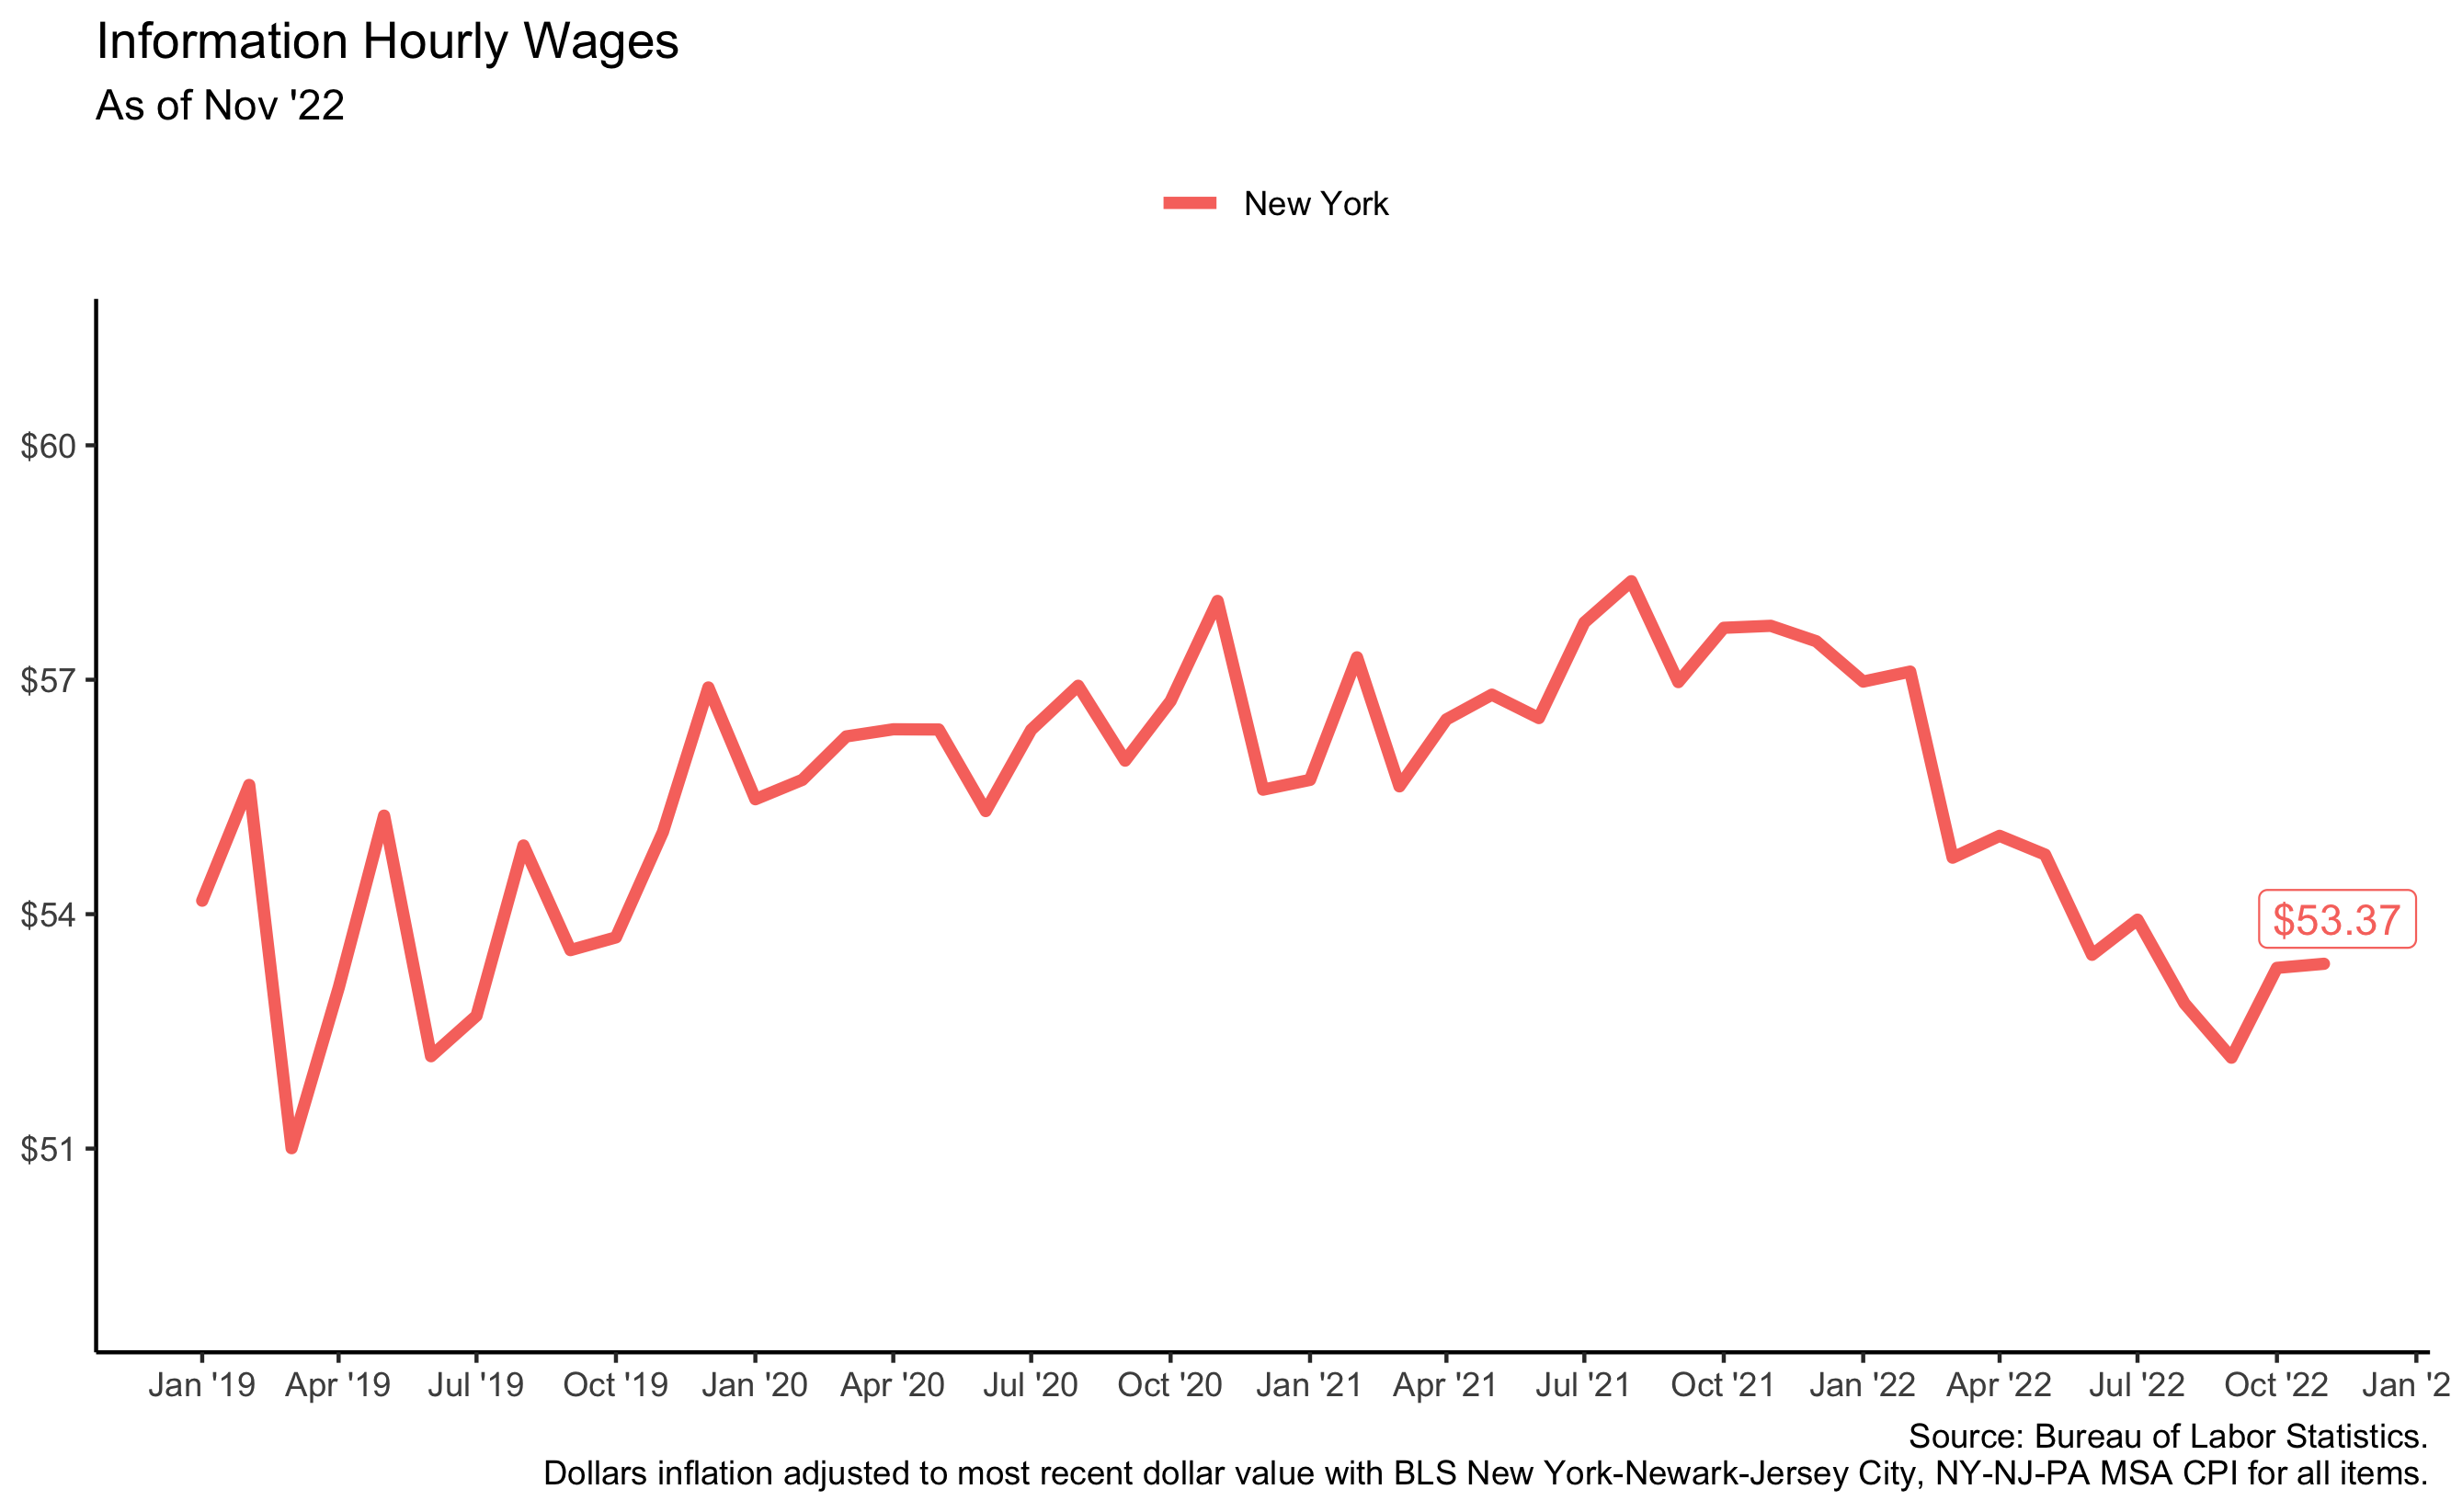 Information Hourly Wages
As of Nov '22
New York
$60
$57
$54
$51
$53.37
Jan '19 Apr '19 Jul '19 Oct '19 Jan '20 Apr '20 Jul '20 Oct '20 Jan '21 Apr '21 Jul '21 Oct '21 Jan '22 Apr '22 Jul '22 Oct '22 Jan '2
Source: Bureau of Labor Statistics.
Dollars inflation adjusted to most recent dollar value with BLS New York-Newark-Jersey City, NY-NJ-PA MSA CPI for all items.